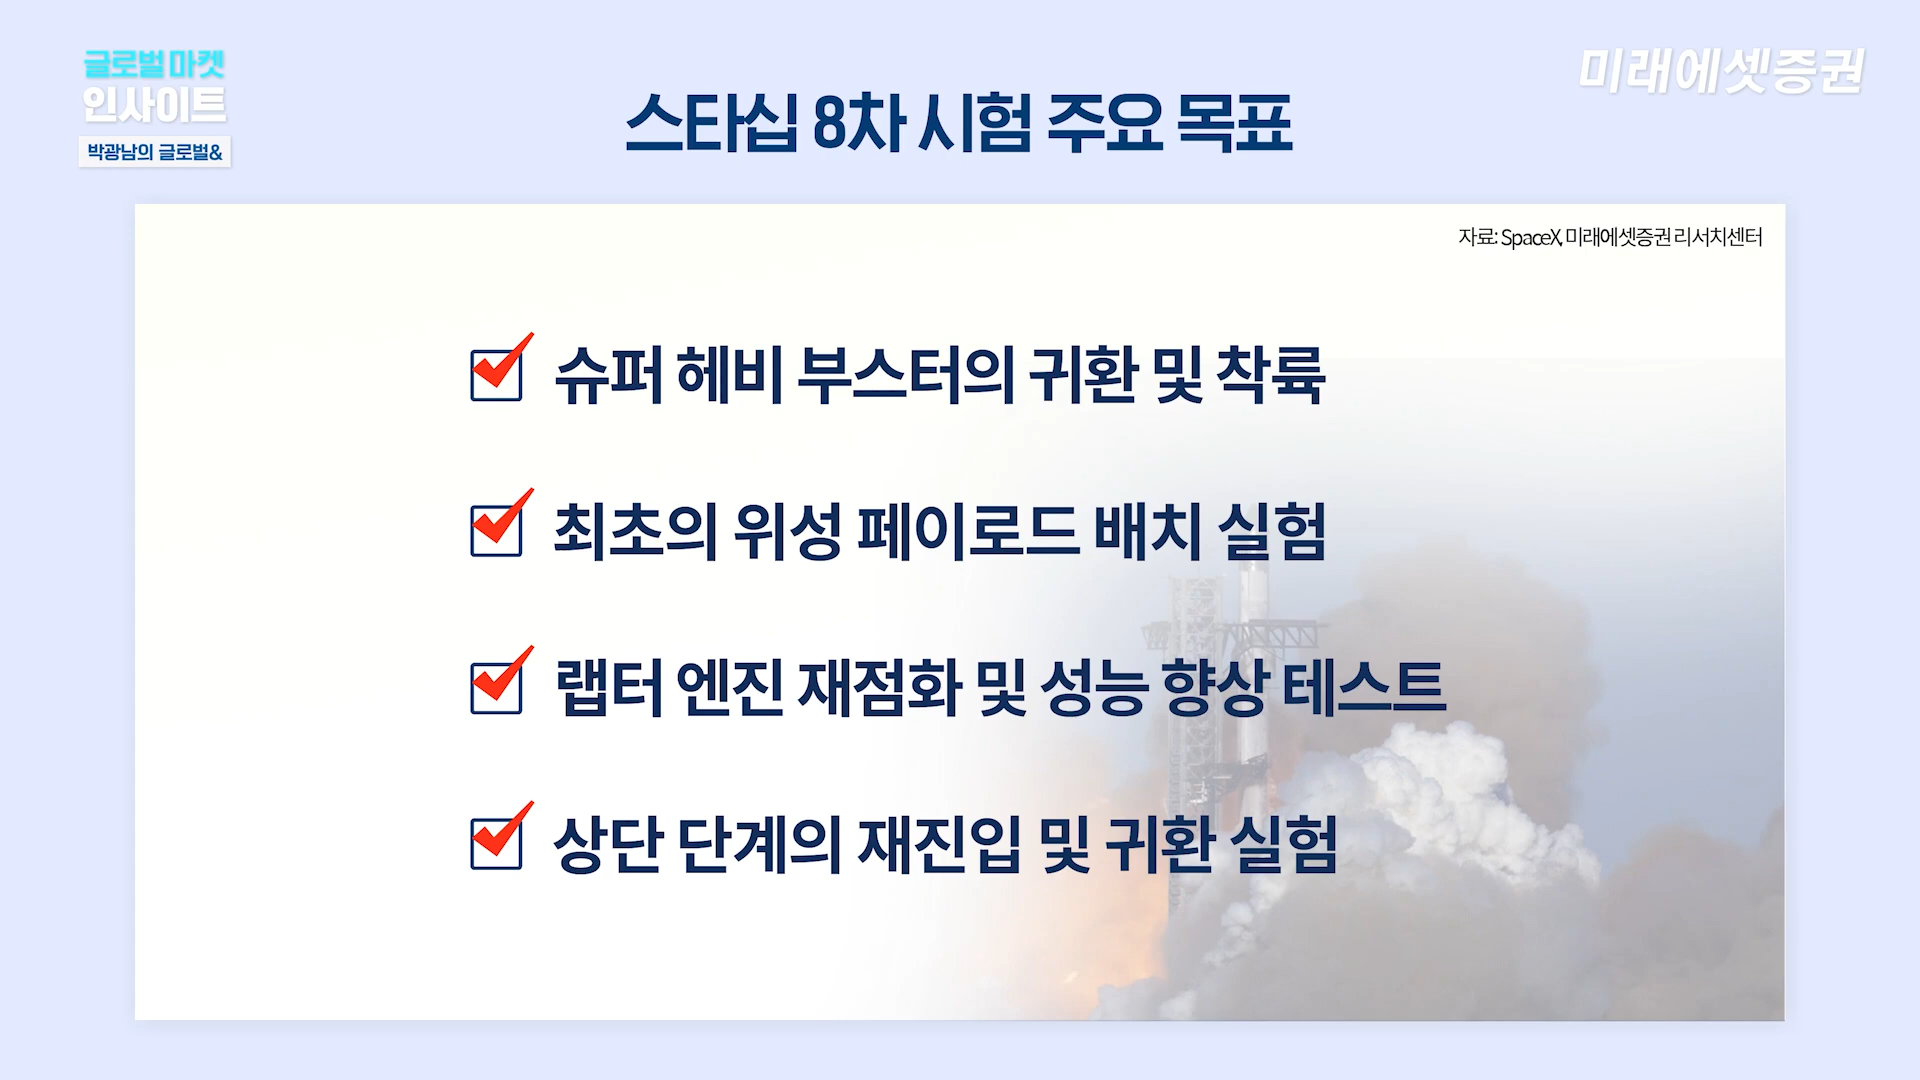 글로벌 마켓
인사이트
박광남의 글로벌&
미래에셋증권
스타십 8차 시험 주요 목표
자료: SpaceX, 미래에셋증권 리서치센터
슈퍼 헤비 부스터의 귀환 및 착륙
최초의 위성 페이로드 배치 실험
랩터 엔진 재점화 및 성능 향상 테스트
상단 단계의 재진입 및 귀환 실험